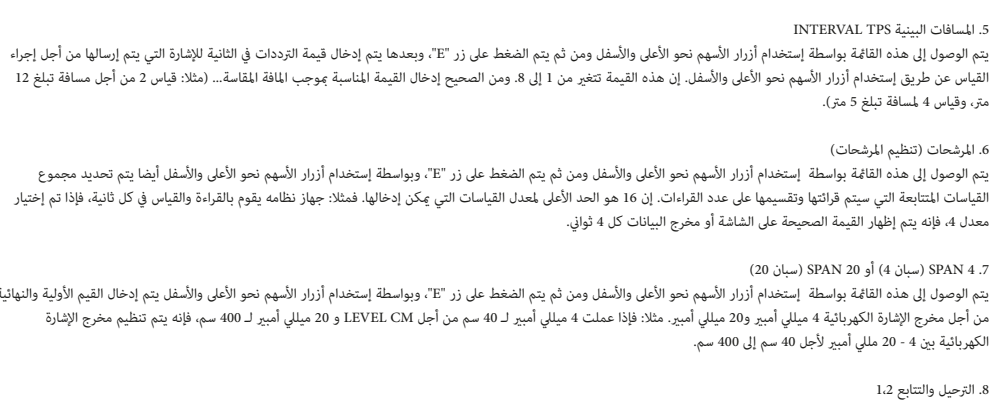 5. المسافات البينية INTERVAL TPS
يتم الوصول إلى هذه القائمة بواسطة إستخدام أزرار الأسهم نحو الأعلى والأسفل ومن ثم يتم الضغط على زر "E"، وبعدها يتم إدخال قيمة الترددات في الثانية للإشارة التي يتم إرسالها من أجل إجراء
القياس عن طريق إستخدام أزرار الأسهم نحو الأعلى والأسفل. إن هذه القيمة تتغير من 1 إلى 8. ومن الصحيح إدخال القيمة المناسبة بموجب المافة المقاسة... (مثلا: قياس 2 من أجل مسافة تبلغ 12
متر، وقياس 4 لمسافة تبلغ 5 متر).
6. المرشحات (تنظيم المرشحات)
يتم الوصول إلى هذه القائمة بواسطة إستخدام أزرار الأسهم نحو الأعلى والأسفل ومن ثم يتم الضغط على زر "E"، وبواسطة إستخدام أزرار الأسهم نحو الأعلى والأسفل أيضا يتم تحديد مجموع
القياسات المتتابعة التي سيتم قرائتها وتقسيمها على عدد القراءات. إن 16 هو الحد الأعلى لمعدل القياسات التي يمكن إدخالها. فمثلا: جهاز نظامه يقوم بالقراءة والقياس في كل ثانية، فإذا تم إختيار
معدل 4، فإنه يتم إظهار القيمة الصحيحة على الشاشة أو مخرج البيانات كل 4 ثواني.
7. SPAN 4 (سبان 4) أو SPAN 20 (سبان 20)
يتم الوصول إلى هذه القائمة بواسطة إستخدام أزرار الأسهم نحو الأعلى والأسفل ومن ثم يتم الضغط على زر "E"، وبواسطة إستخدام أزرار الأسهم نحو الأعلى والأسفل يتم إدخال القيم الأولية والنهائية
من أجل مخرج الإشارة الكهربائية 4 ميللي أمبير و20 ميللي أمبير. مثلا: فإذا عملت 4 ميللي أمبير لـ 40 سم من أجل LEVEL CM و 20 ميللي أمبير لـ 400 سم، فإنه يتم تنظيم مخرج الإشارة
الكهربائية بين 4 - 20 مللي أمبير لأجل 40 سم إلى 400 سم.
8. الترحيل والتتابع 1،2